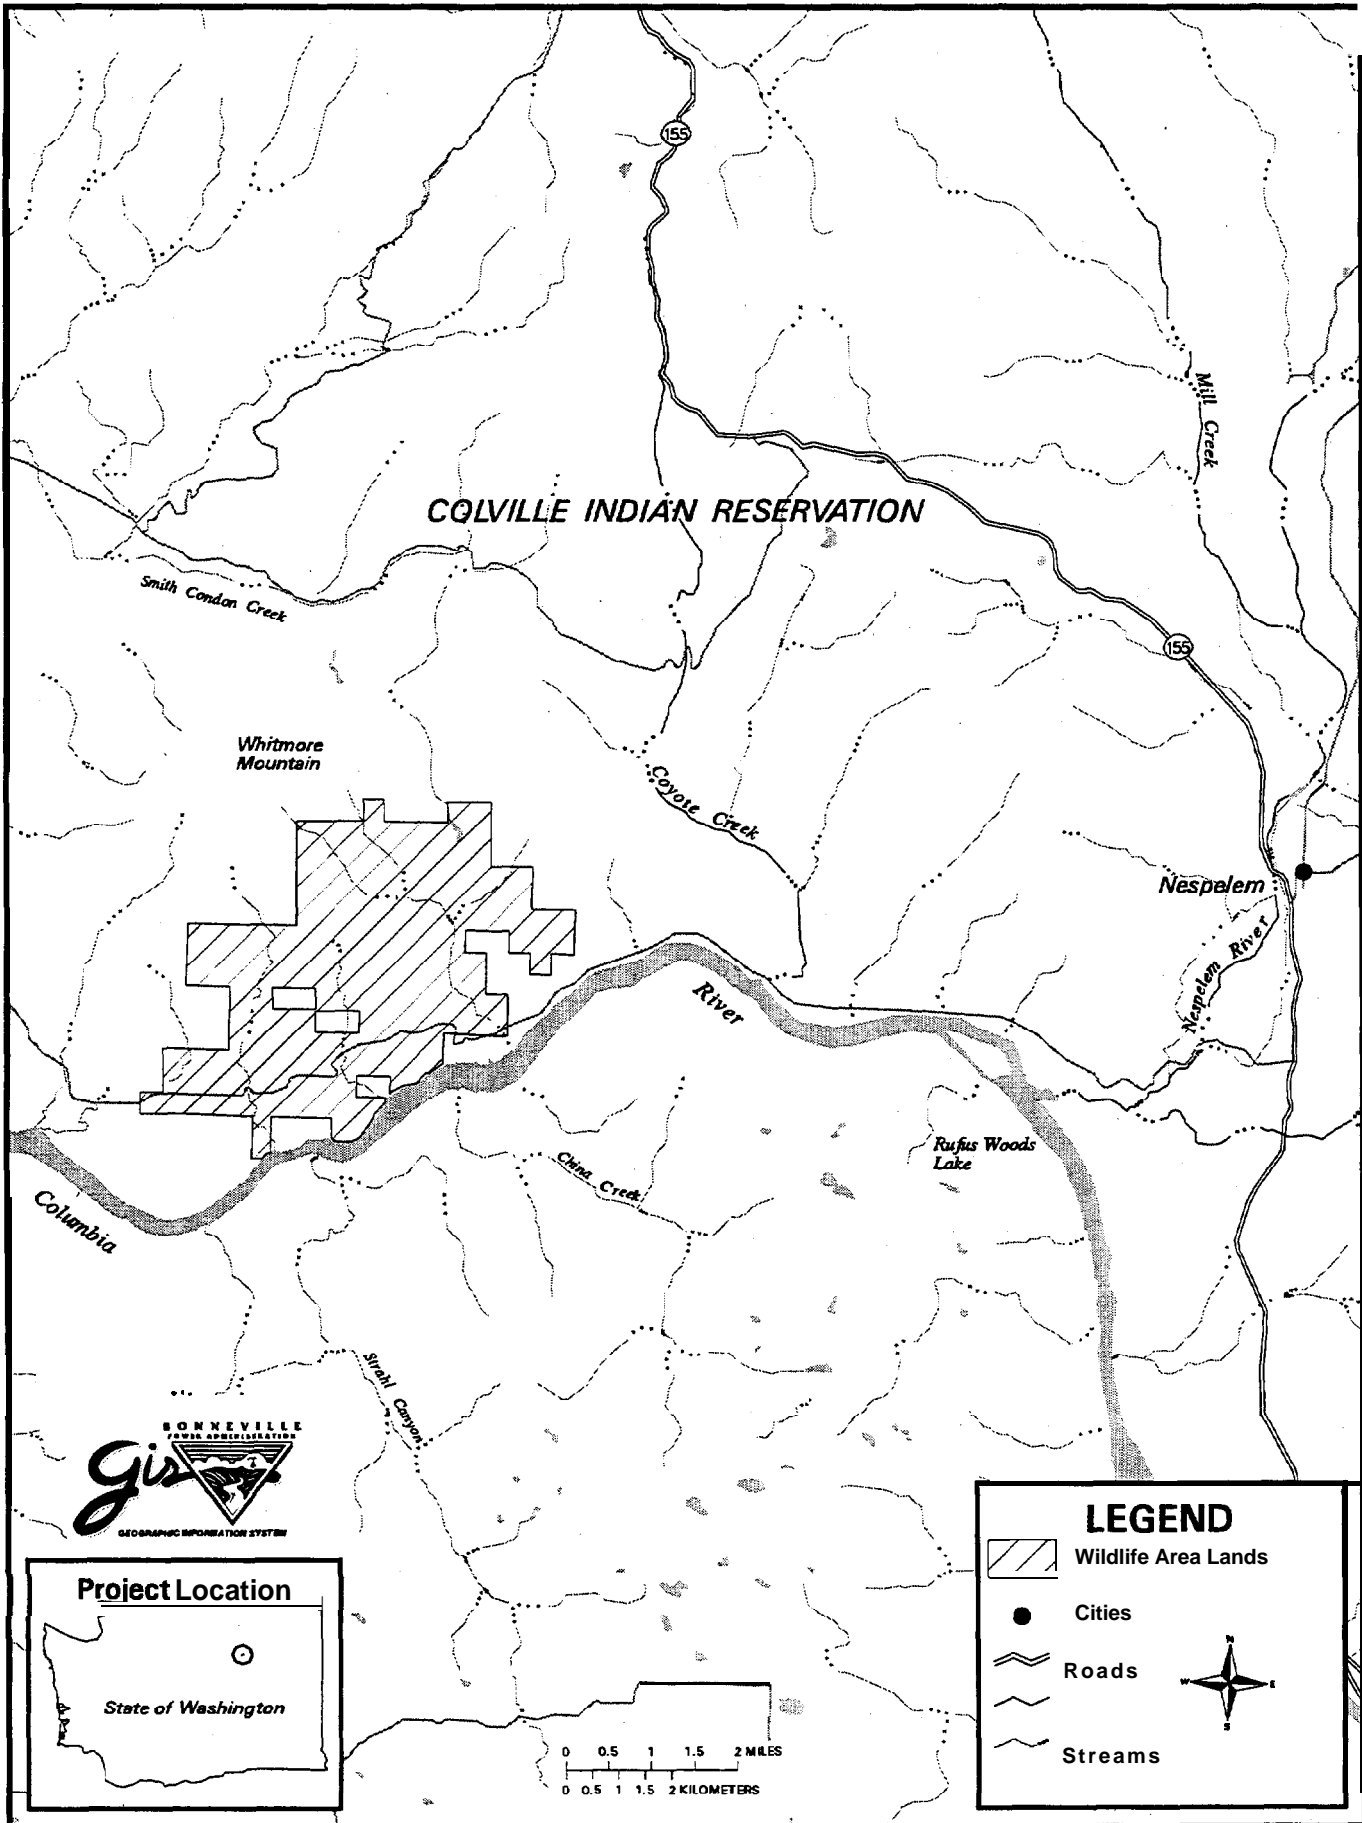 155
Mill Creek
COLVILLE INDIAN RESERVATION
Smith Condon Creek
155
Whitmore
Mountain
Coyote Creek
Nespelem
Nespelem River
River
Rufus Woods
Lake
China Creek
Columbia
Strahl Canyon
BONNEVILLE
POWER ADMINISTRATION
Gis
GEOGRAPHIC INFORMATION SYSTEM
Project Location
State of Washington
0 0.5 1 1.5 2 MILES
0 0.5 1 1.5 2 KILOMETERS
LEGEND
Wildlife Area Lands
Cities
Roads
Streams
N
W E
S